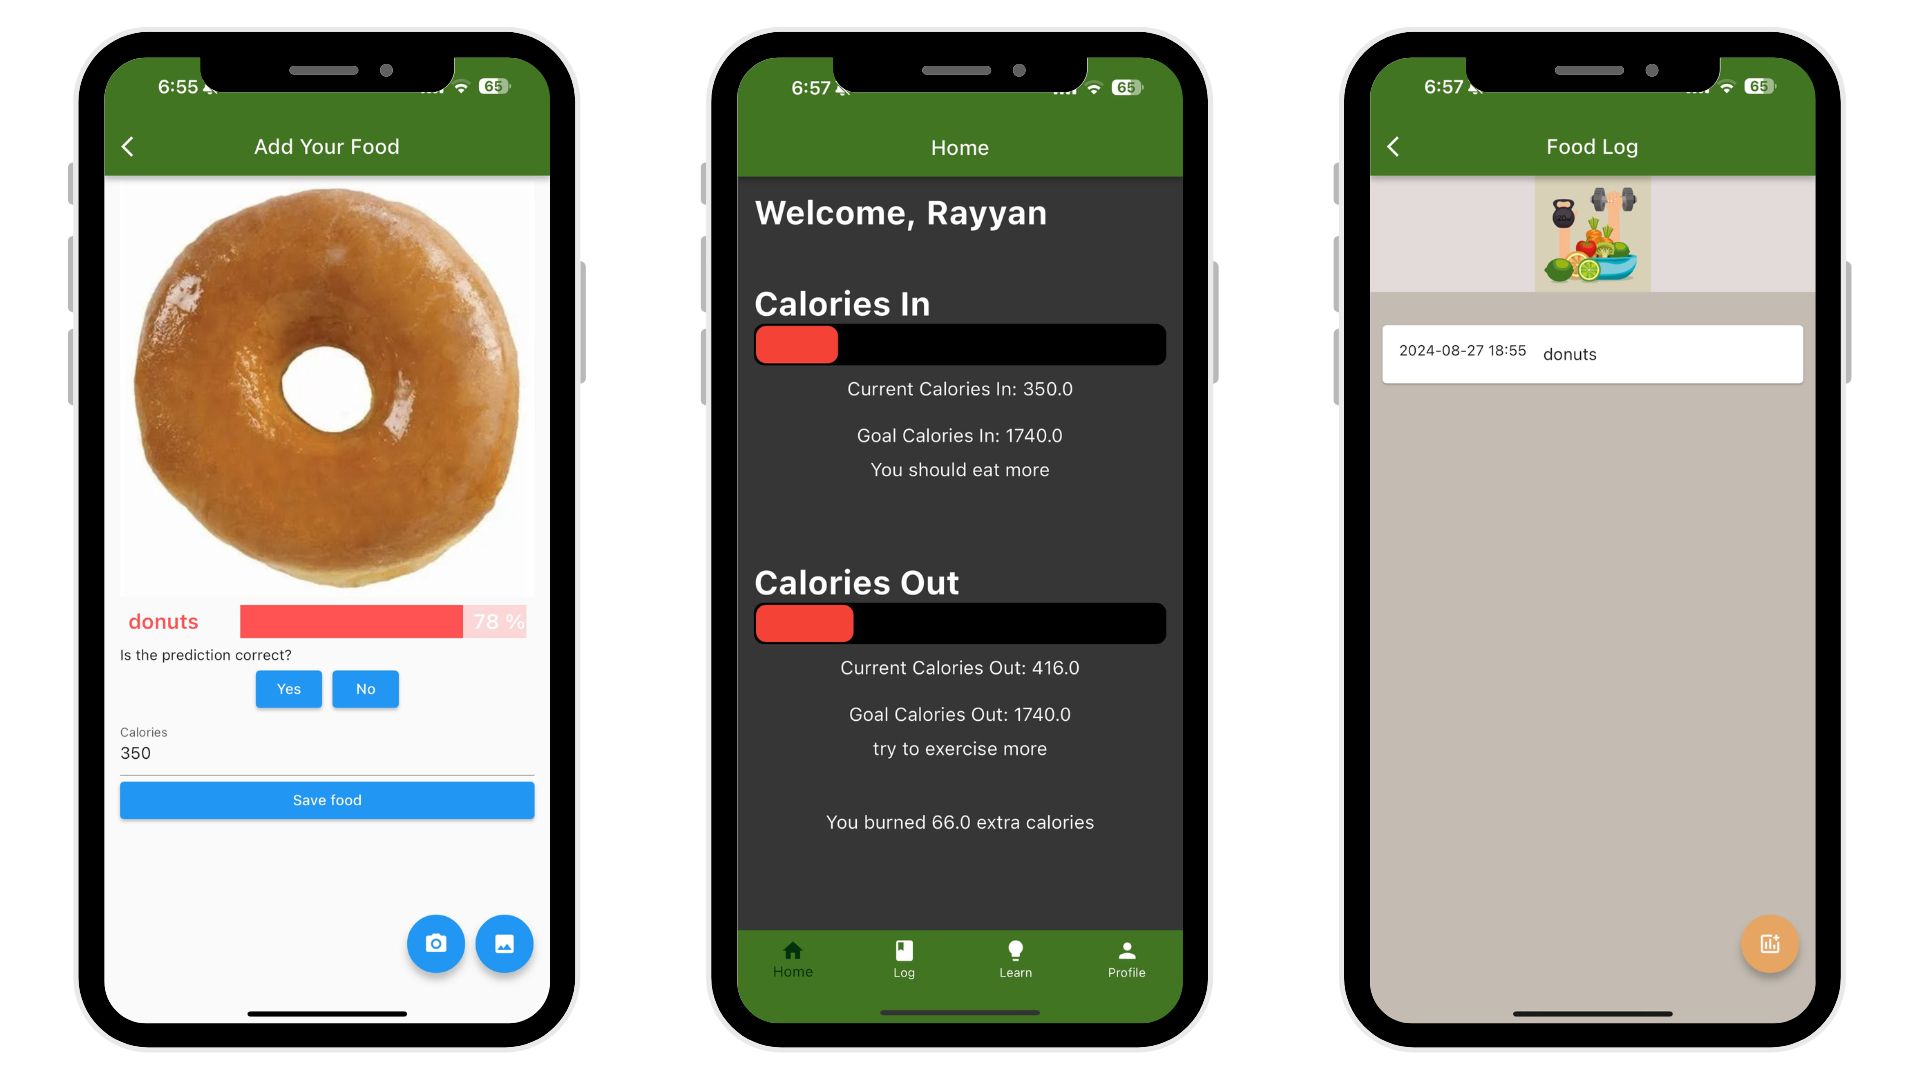 6:55
65
Add Your Food
donuts
78 %
Is the prediction correct?
Yes
No
Calories
350
Save food
6:57
65
Home
Welcome, Rayyan
Calories In
Current Calories In: 350.0
Goal Calories In: 1740.0
You should eat more
Calories Out
Current Calories Out: 416.0
Goal Calories Out: 1740.0
try to exercise more
You burned 66.0 extra calories
Home
Log
Learn
Profile
6:57
65
Food Log
2024-08-27 18:55 donuts